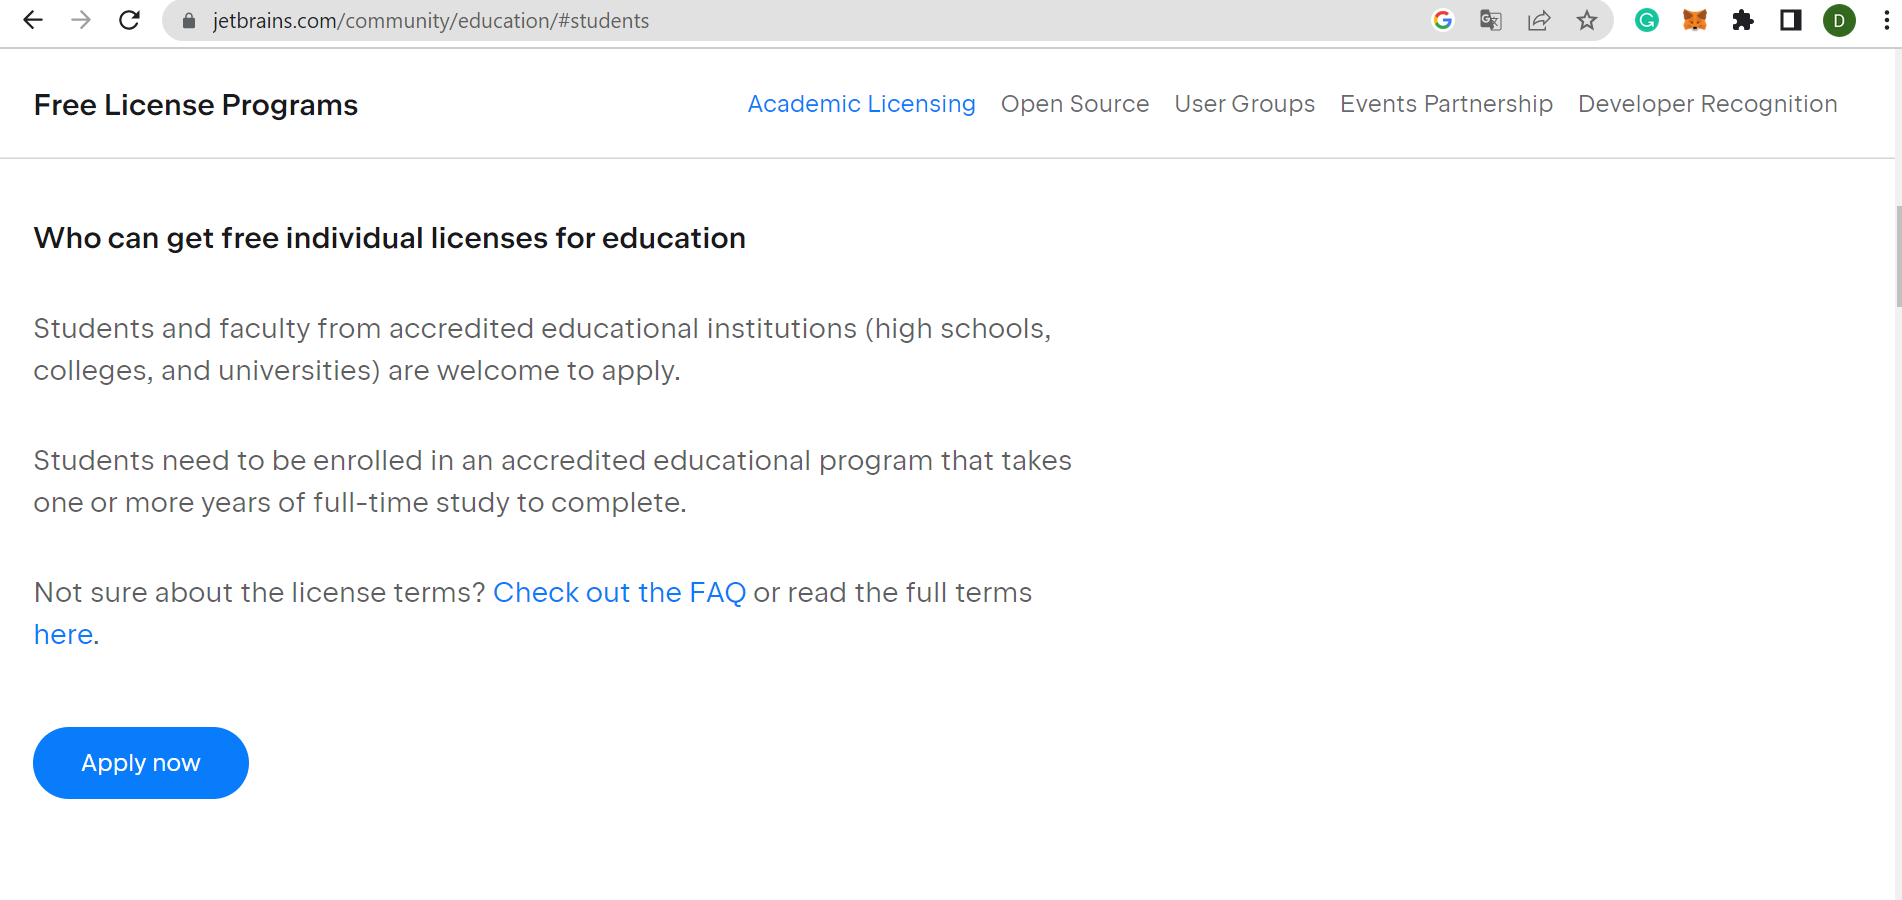 jetbrains.com/community/education/#students
D
Free License Programs
Academic Licensing Open Source User Groups Events Partnership Developer Recognition
Who can get free individual licenses for education
Students and faculty from accredited educational institutions (high schools,
colleges, and universities) are welcome to apply.
Students need to be enrolled in an accredited educational program that takes
one or more years of full-time study to complete.
Not sure about the license terms? Check out the FAQ or read the full terms
here.
Apply now